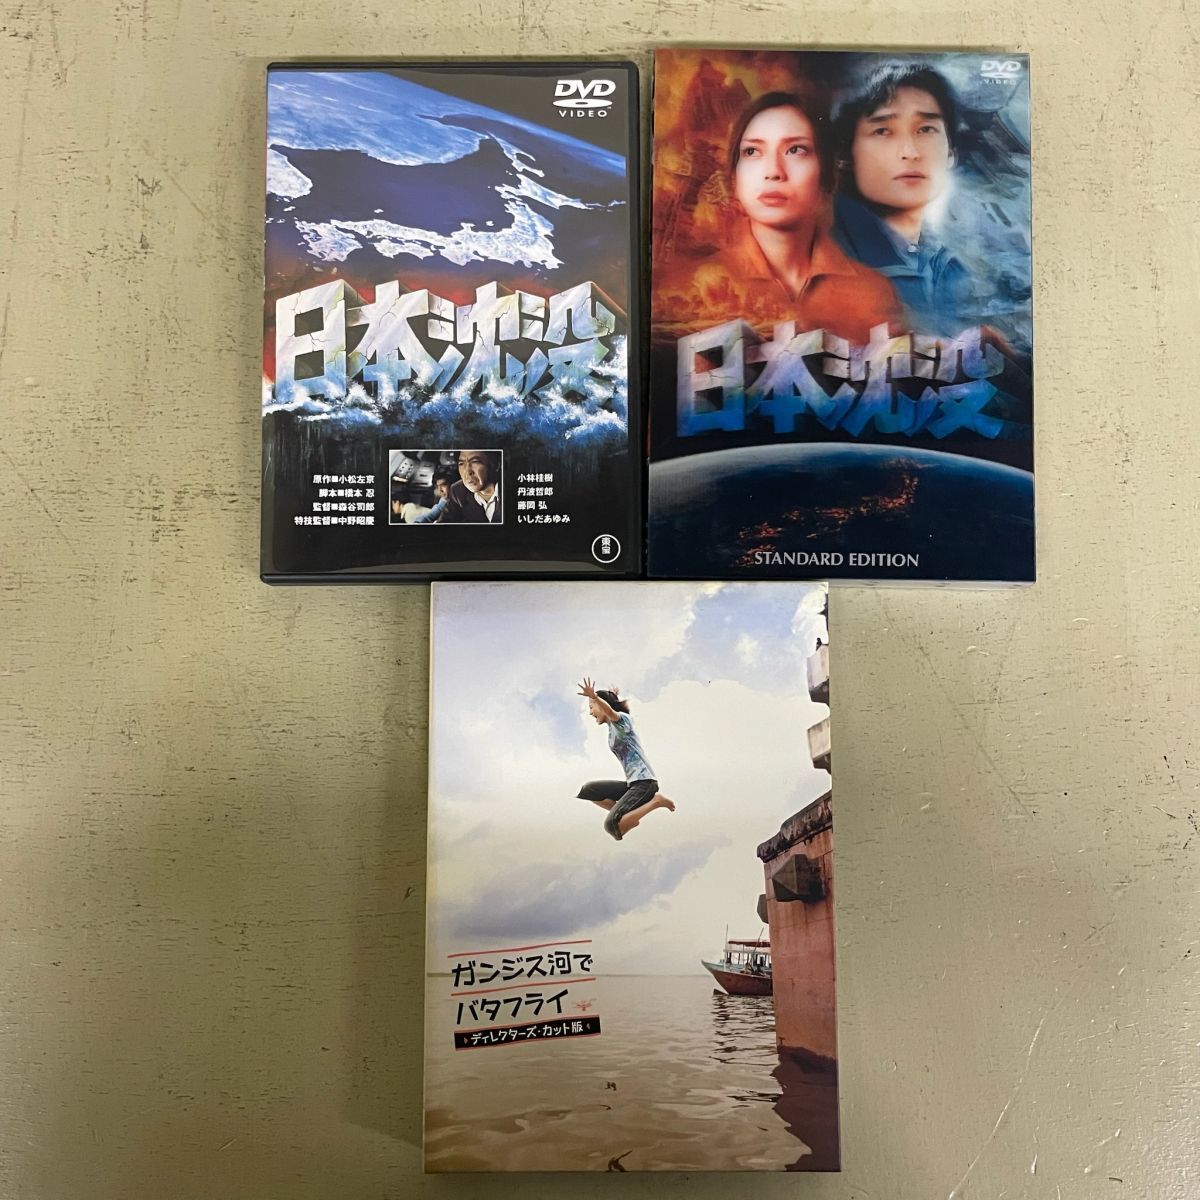 DVD
VIDEO
日本沈没
原作■小松左京
脚本■橋本 忍
監督■森谷司郎
特技監督■中野昭慶
小林桂樹
丹波哲郎
藤岡 弘
いしだあゆみ
東宝
DVD
VIDEO
日本沈没
STANDARD EDITION
ガンジス河で
バタフライ
ディレクターズ・カット版